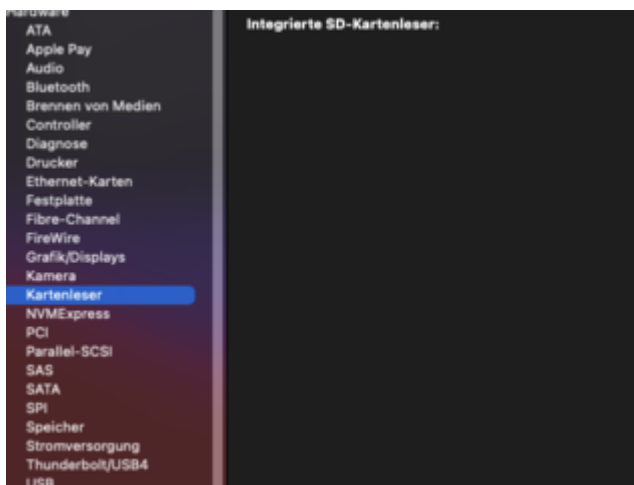 Hardware
ATA
Apple Pay
Audio
Bluetooth
Brennen von Medien
Controller
Diagnose
Drucker
Ethernet-Karten
Festplatte
Fibre-Channel
FireWire
Grafik/Displays
Kamera
Kartenleser
NVMExpress
PCI
Parallel-SCSI
SAS
SATA
SPI
Speicher
Stromversorgung
Thunderbolt/USB4
USB
Integrierte SD-Kartenleser: